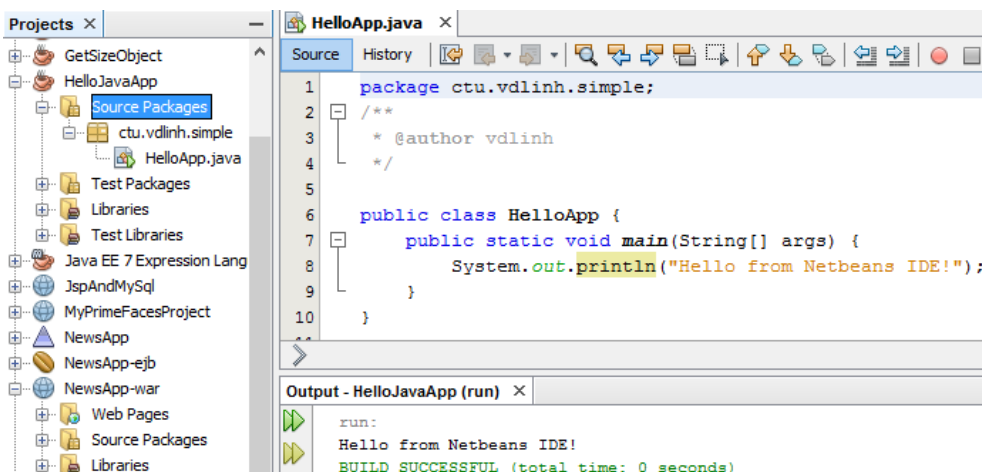 Projects
GetSizeObject
HelloJavaApp
Source Packages
ctu.vdlinh.simple
HelloApp.java
Test Packages
Libraries
Test Libraries
Java EE 7 Expression Lang
JspAndMySql
MyPrimeFacesProject
NewsApp
NewsApp-ejb
NewsApp-war
Web Pages
Source Packages
Libraries
HelloApp.java
Source History
1 package ctu.vdlinh.simple;
2 /**
3 * @author vdlinh
4 */
5
6 public class HelloApp {
7 public static void main(String[] args) {
8 System.out.println("Hello from Netbeans IDE!");
9 }
10 }
Output - HelloJavaApp (run)
run:
Hello from Netbeans IDE!
BUILD SUCCESSFUL (total time: 0 seconds)